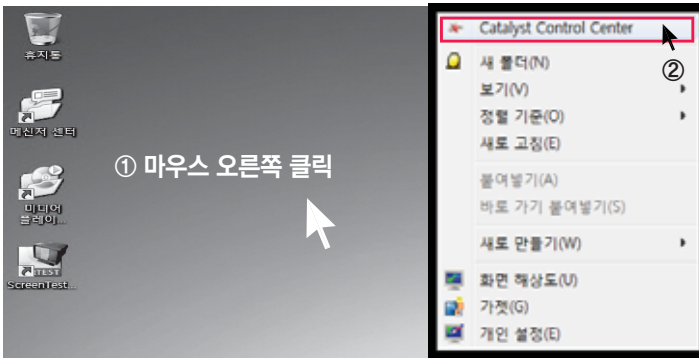 휴지통
메신저 센터
미디어
플레이...
TEST
ScreenTest...
① 마우스 오른쪽 클릭
Catalyst Control Center
②
새 폴더(N)
보기(V)
정렬 기준(O)
새로 고침(E)
붙여넣기(A)
바로 가기 붙여넣기(S)
새로 만들기(W)
화면 해상도(U)
가젯(G)
개인 설정(E)